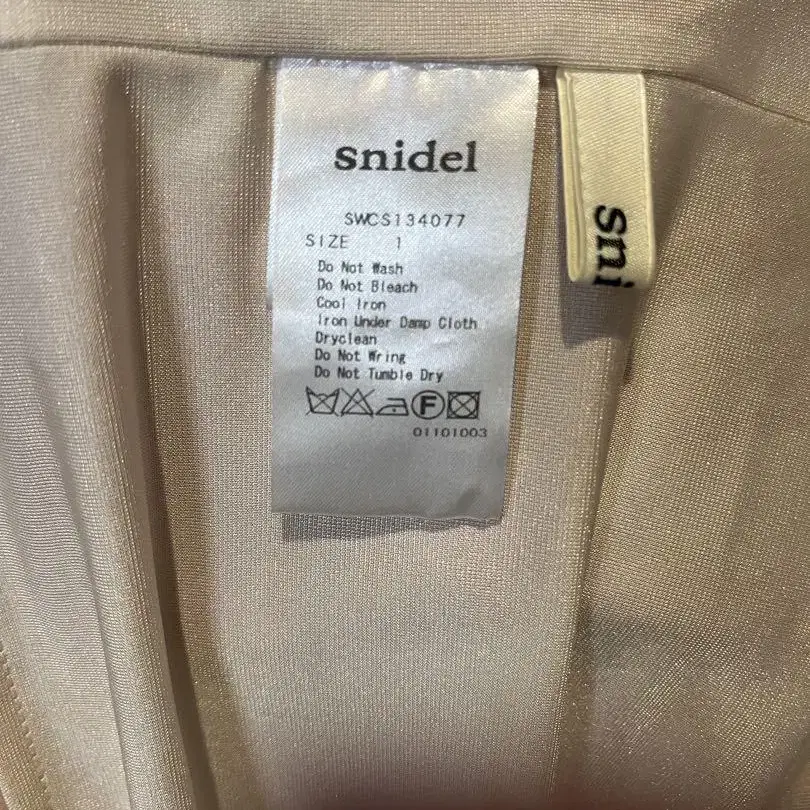 snidel
SWCS134077
SIZE 1
Do Not Wash
Do Not Bleach
Cool Iron
Iron Under Damp Cloth
Dryclean
Do Not Wring
Do Not Tumble Dry
F
01101003
sni